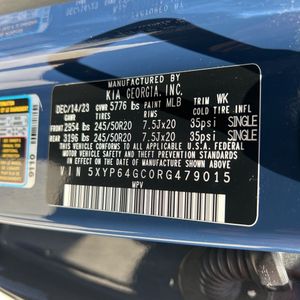 MANUFACTURED BY
KIA GEORGIA, INC.
DEC/14/23 GVWR 5776 lbs PAINT MLB TRIM WK
GAWR TIRES RIMS COLD TIRE INFL
FRONT 2954 lbs 245/50R20 7.5Jx20 35psi SINGLE
REAR 3196 lbs 245/50R20 7.5Jx20 35psi SINGLE
THIS VEHICLE CONFORMS TO ALL APPLICABLE U.S.A. FEDERAL
MOTOR VEHICLE SAFETY AND THEFT PREVENTION STANDARDS
IN EFFECT ON THE DATE OF MANUFACTURE SHOWN ABOVE.
VIN 5XYP64GC0RG479015
MPV
9110